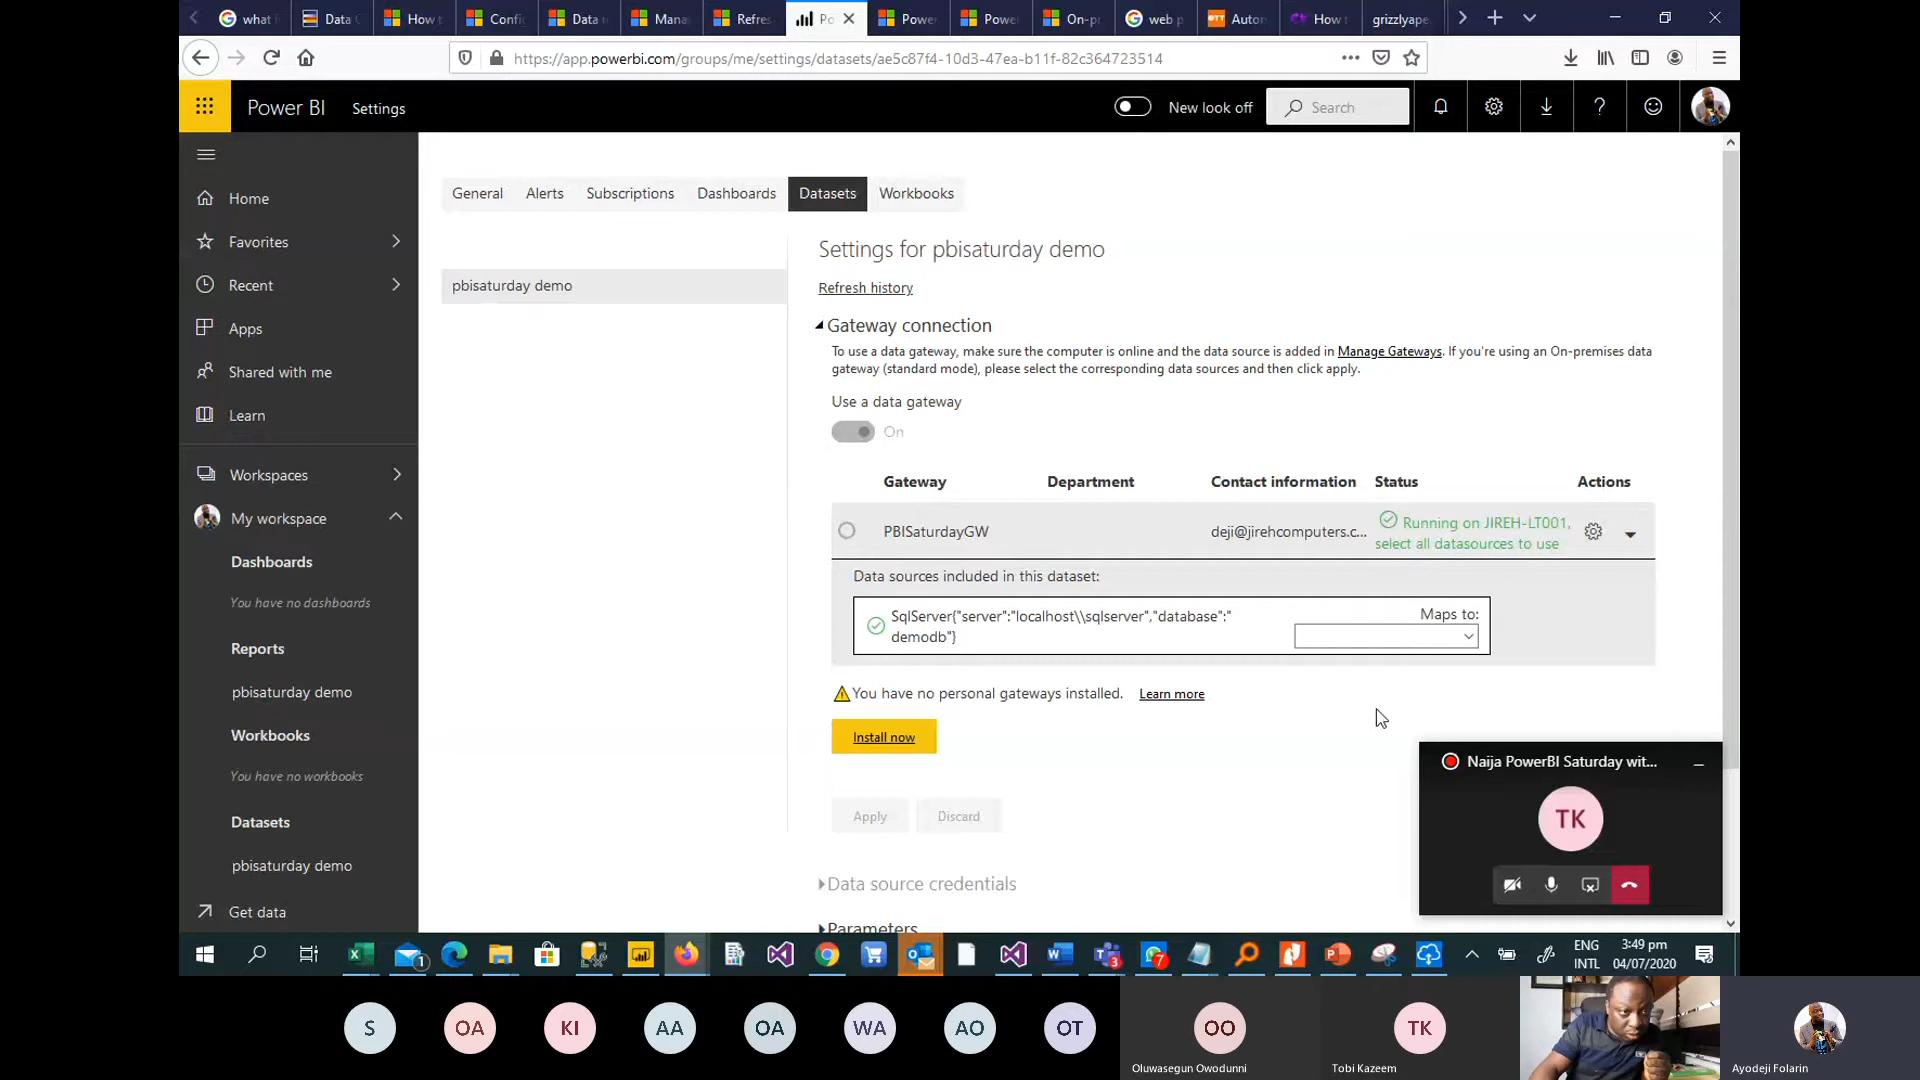 what i
Data
How t
Confi
Data re
Mana
Refres
Po
Powe
Powe
On-pr
web p
Auton
How t
grizzlyape
https://app.powerbi.com/groups/me/settings/datasets/ae5c87f4-10d3-47ea-b11f-82c364723514
Power BI
Settings
New look off
Search
Home
Favorites
Recent
Apps
Shared with me
Learn
Workspaces
My workspace
Dashboards
You have no dashboards
Reports
pbisaturday demo
Workbooks
You have no workbooks
Datasets
pbisaturday demo
Get data
General
Alerts
Subscriptions
Dashboards
Datasets
Workbooks
pbisaturday demo
Settings for pbisaturday demo
Refresh history
Gateway connection
To use a data gateway, make sure the computer is online and the data source is added in Manage Gateways. If you're using an On-premises data
gateway (standard mode), please select the corresponding data sources and then click apply.
Use a data gateway
On
Gateway Department Contact information Status Actions
PBISaturdayGW deji@jirehcomputers.c... Running on JIREH-LT001,
select all datasources to use
Data sources included in this dataset:
SqlServer{"server":"localhost\\sqlserver","database":"
demodb"}
Maps to:
You have no personal gateways installed. Learn more
Install now
Apply
Discard
Data source credentials
Parameters
Naija PowerBI Saturday wit...
TK
1
3
7
ENG
INTL
3:49 pm
04/07/2020
S
OA
KI
AA
OA
WA
AO
OT
OO
TK
Oluwasegun Owodunni
Tobi Kazeem
Ayodeji Folarin